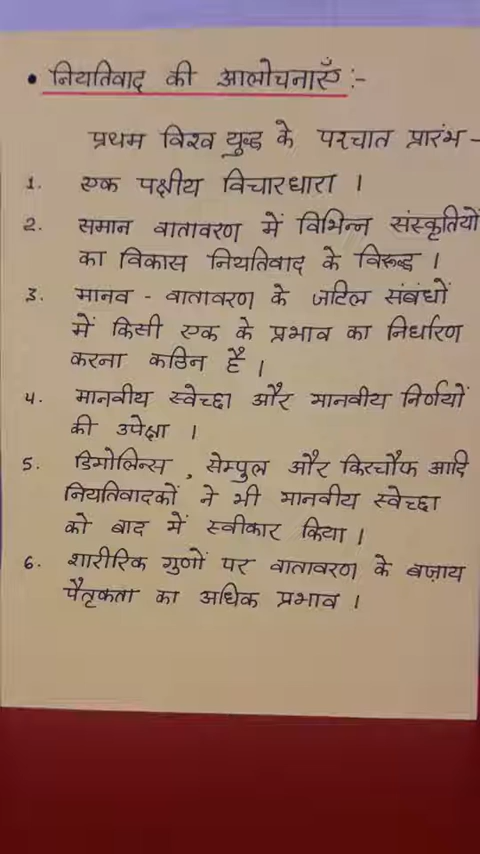 • नियतिवाद की आलोचनाएँ :-
प्रथम विश्व युद्ध के पश्चात प्रारंभ -
1. एक पक्षीय विचारधारा ।
2. समान वातावरण में विभिन्न संस्कृतियों
का विकास नियतिवाद के विरूद्ध ।
3. मानव - वातावरण के जटिल संबंधों
में किसी एक के प्रभाव का निर्धारण
करना कठिन है ।
4. मानवीय स्वेच्छा और मानवीय निर्णयों
की उपेक्षा ।
5. डिमोलिन्स , सेम्पुल और किरचौफ आदि
नियतिवादकों ने भी मानवीय स्वेच्छा
को बाद में स्वीकार किया ।
6. शारीरिक गुणों पर वातावरण के बज़ाय
पैतृकता का अधिक प्रभाव ।